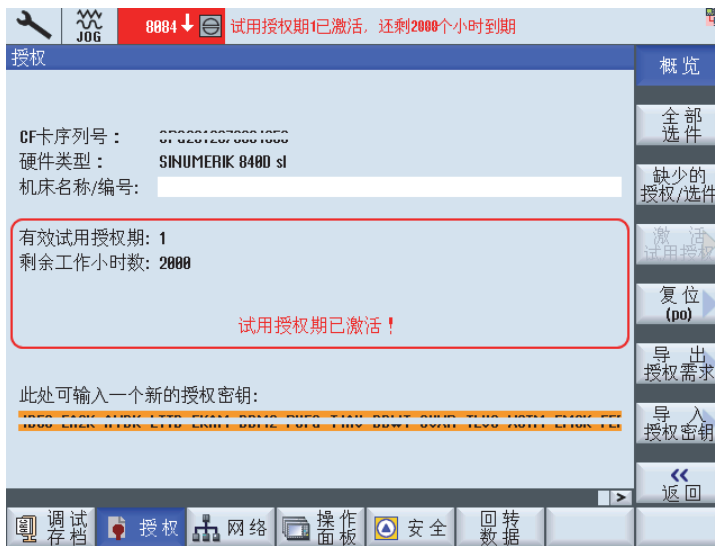 JOG
8084 试用授权期1已激活, 还剩2000个小时到期
授权
概览
全部选件
缺少的授权/选件
激活试用授权
复位(po)
导出授权需求
导入授权密钥
<<
返回
CF卡序列号：
硬件类型： SINUMERIK 840D sl
机床名称/编号:
有效试用授权期: 1
剩余工作小时数: 2000
试用授权期已激活！
此处可输入一个新的授权密钥:
>
调试存档
授权
网络
操作面板
安全
回转数据